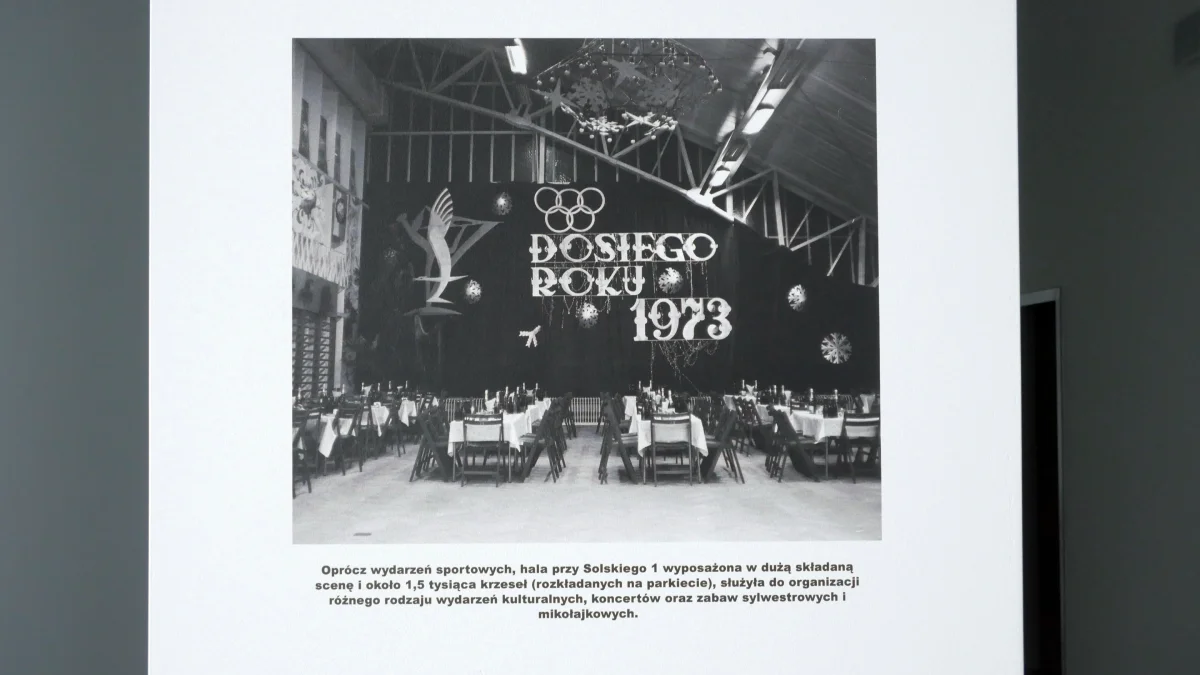 DOSIEGO
ROKU
1973
Oprócz wydarzeń sportowych, hala przy Solskiego 1 wyposażona w dużą składaną
scenę i około 1,5 tysiąca krzeseł (rozkładanych na parkiecie), służyła do organizacji
różnego rodzaju wydarzeń kulturalnych, koncertów oraz zabaw sylwestrowych i
mikołajkowych.